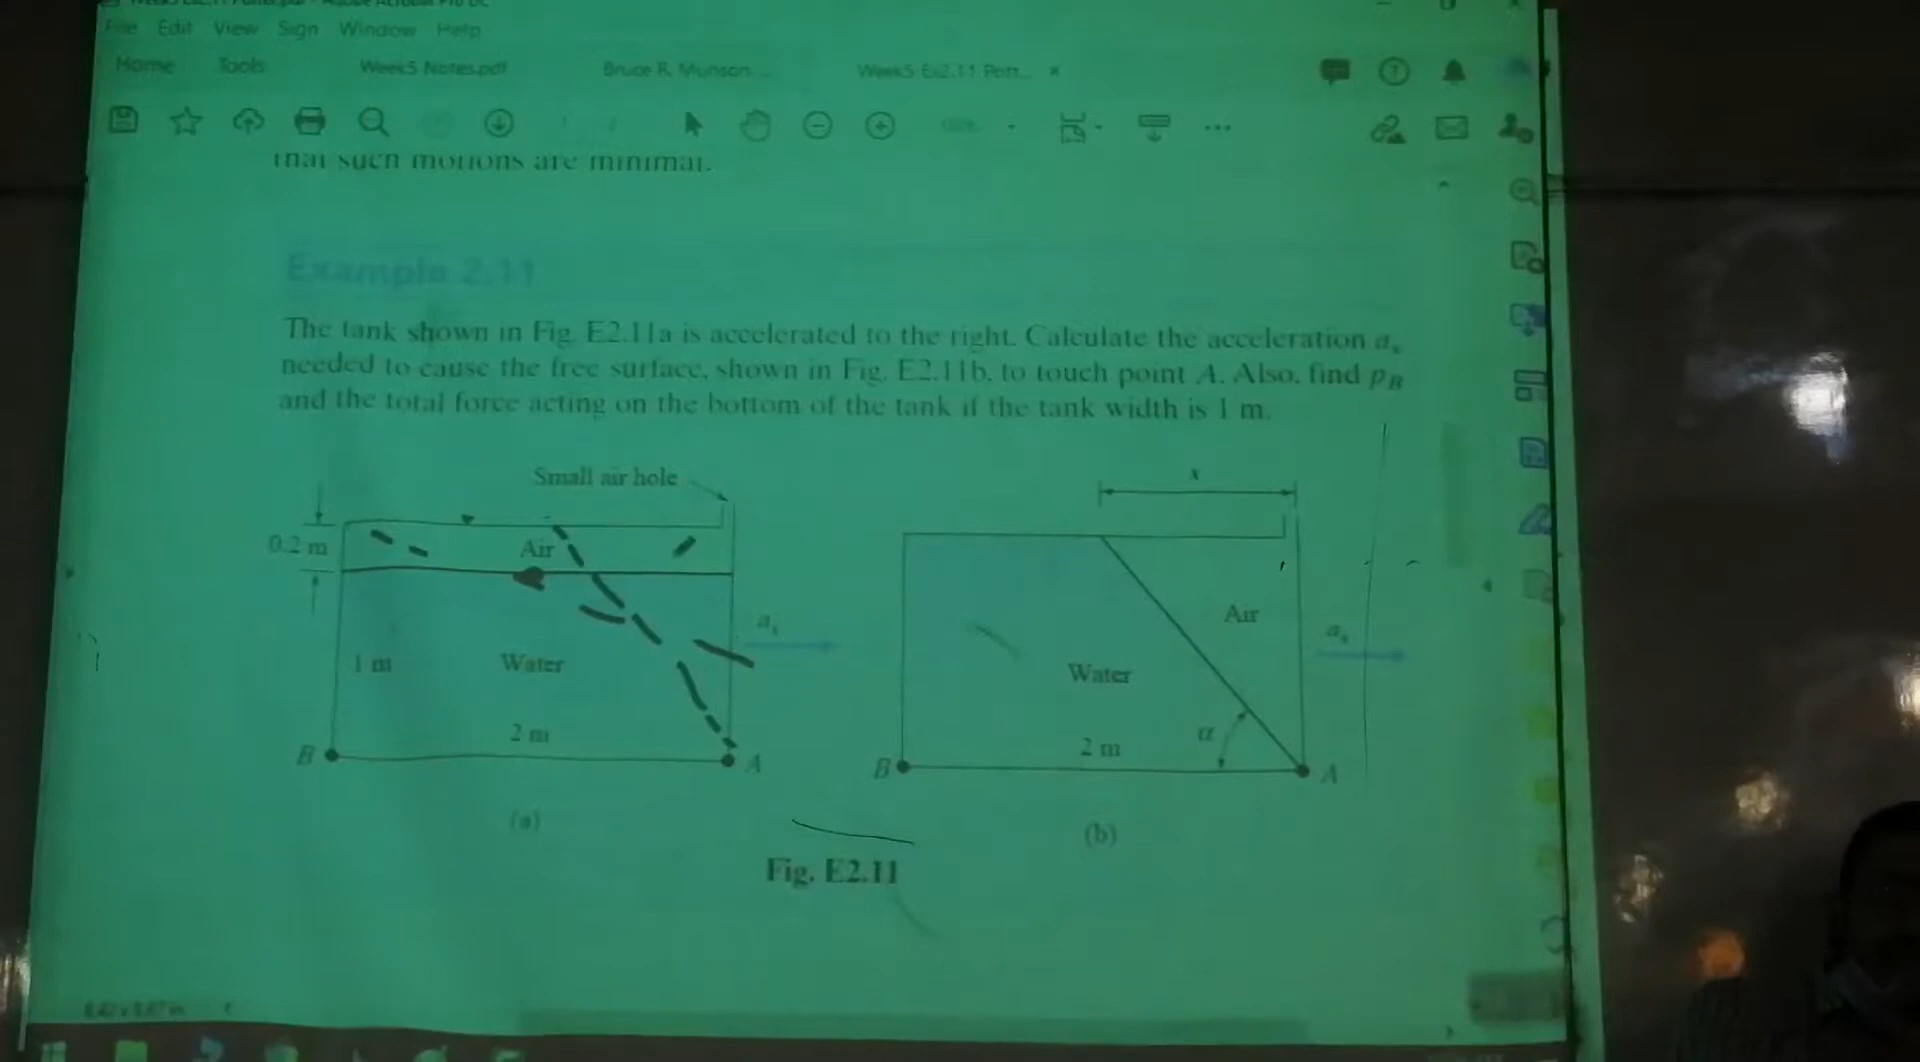 File Edit View Sign Window Help
Home Tools Week5 Notes.pdf Bruce R. Munson ... Week5 Ex2.11 Pott... ×
that such motions are minimal.
Example 2.11
The tank shown in Fig. E2.11a is accelerated to the right. Calculate the acceleration aₓ
needed to cause the free surface, shown in Fig. E2.11b, to touch point A. Also, find p_B
and the total force acting on the bottom of the tank if the tank width is 1 m.
Small air hole
x
0.2 m
Air
Air
aₓ
aₓ
1 m
Water
Water
2 m
α
2 m
B
A
B
A
(a)
(b)
Fig. E2.11